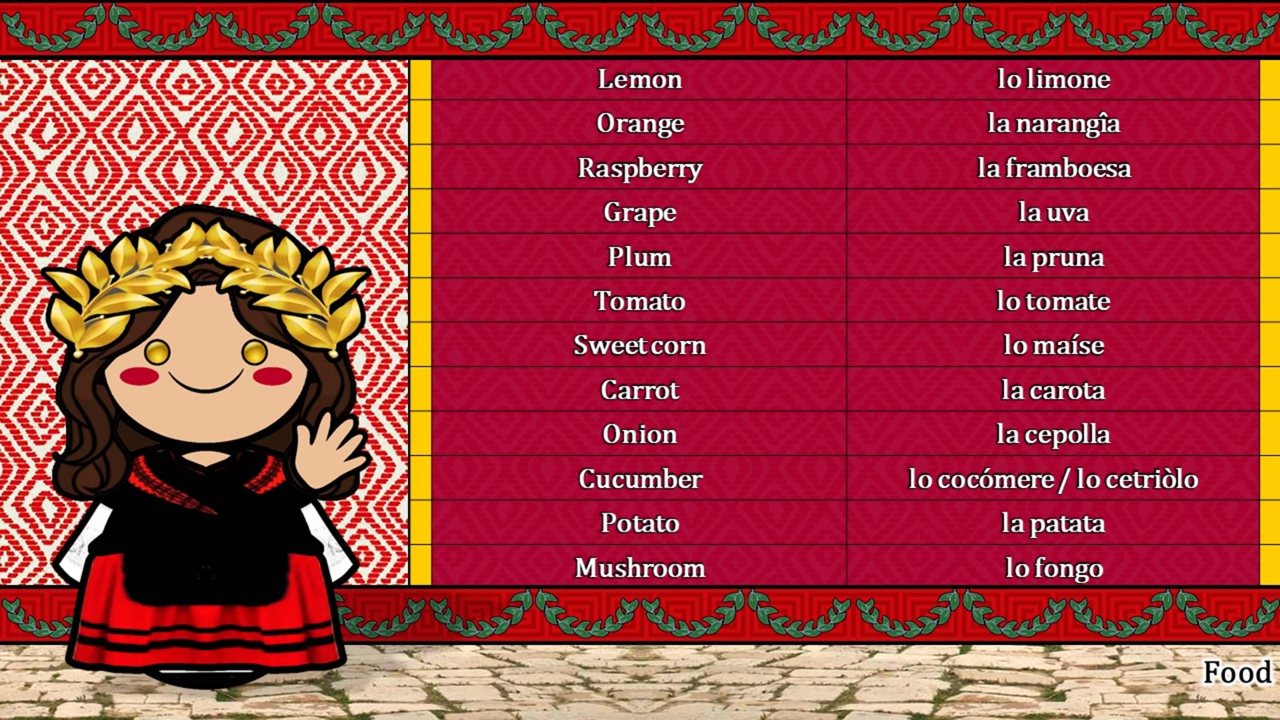 Lemon lo limone
Orange la narangîa
Raspberry la framboesa
Grape la uva
Plum la pruna
Tomato lo tomate
Sweet corn lo maíse
Carrot la carota
Onion la cepolla
Cucumber lo cocómere / lo cetriòlo
Potato la patata
Mushroom lo fongo
Food